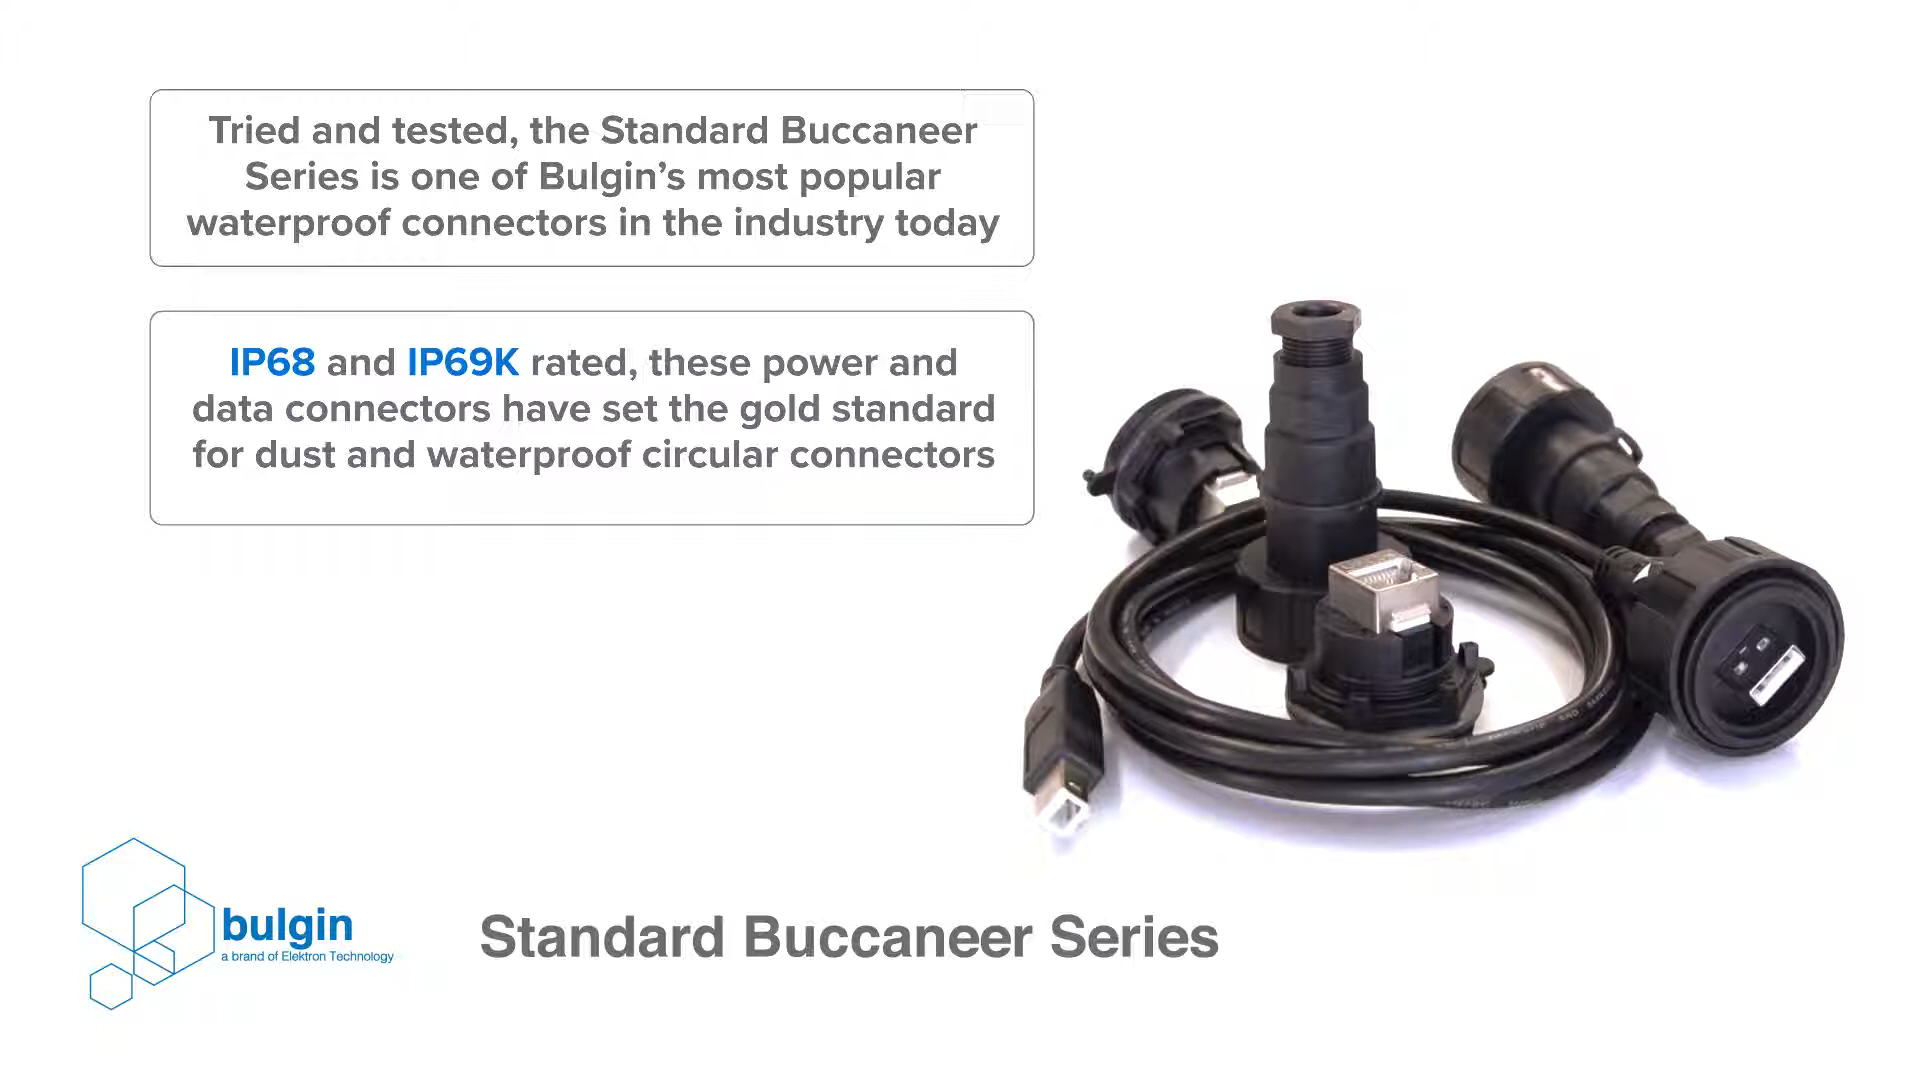 Tried and tested, the Standard Buccaneer
Series is one of Bulgin’s most popular
waterproof connectors in the industry today
IP68 and IP69K rated, these power and
data connectors have set the gold standard
for dust and waterproof circular connectors
bulgin
a brand of Elektron Technology
Standard Buccaneer Series